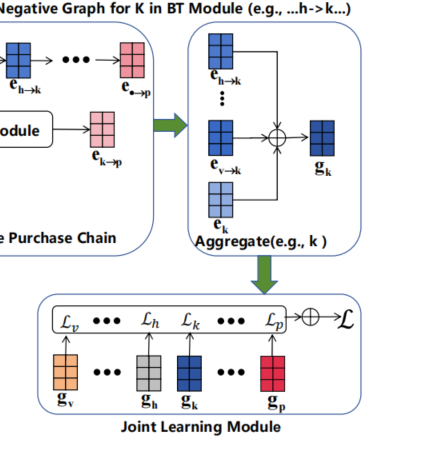 Negative Graph for K in BT Module (e.g., ...h->k...)
e_{h→k}
e_{•→p}
odule
e_{k→p}
e Purchase Chain
e_{h→k}
e_{v→k}
e_k
g_k
Aggregate(e.g., k )
ℒ_v ••• ℒ_h ℒ_k ••• ℒ_p ℒ
g_v g_h g_k g_p
Joint Learning Module